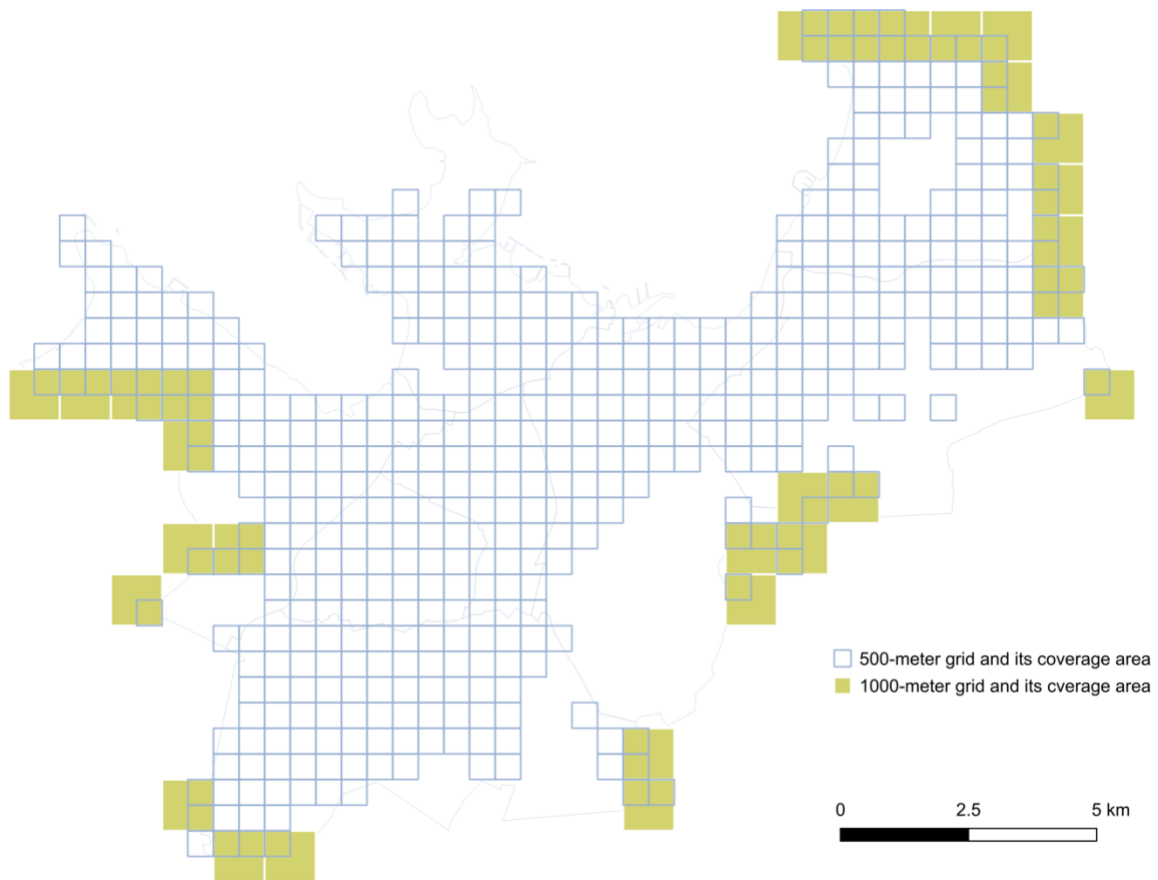 500-meter grid and its coverage area
1000-meter grid and its cverage area
0 2.5 5 km